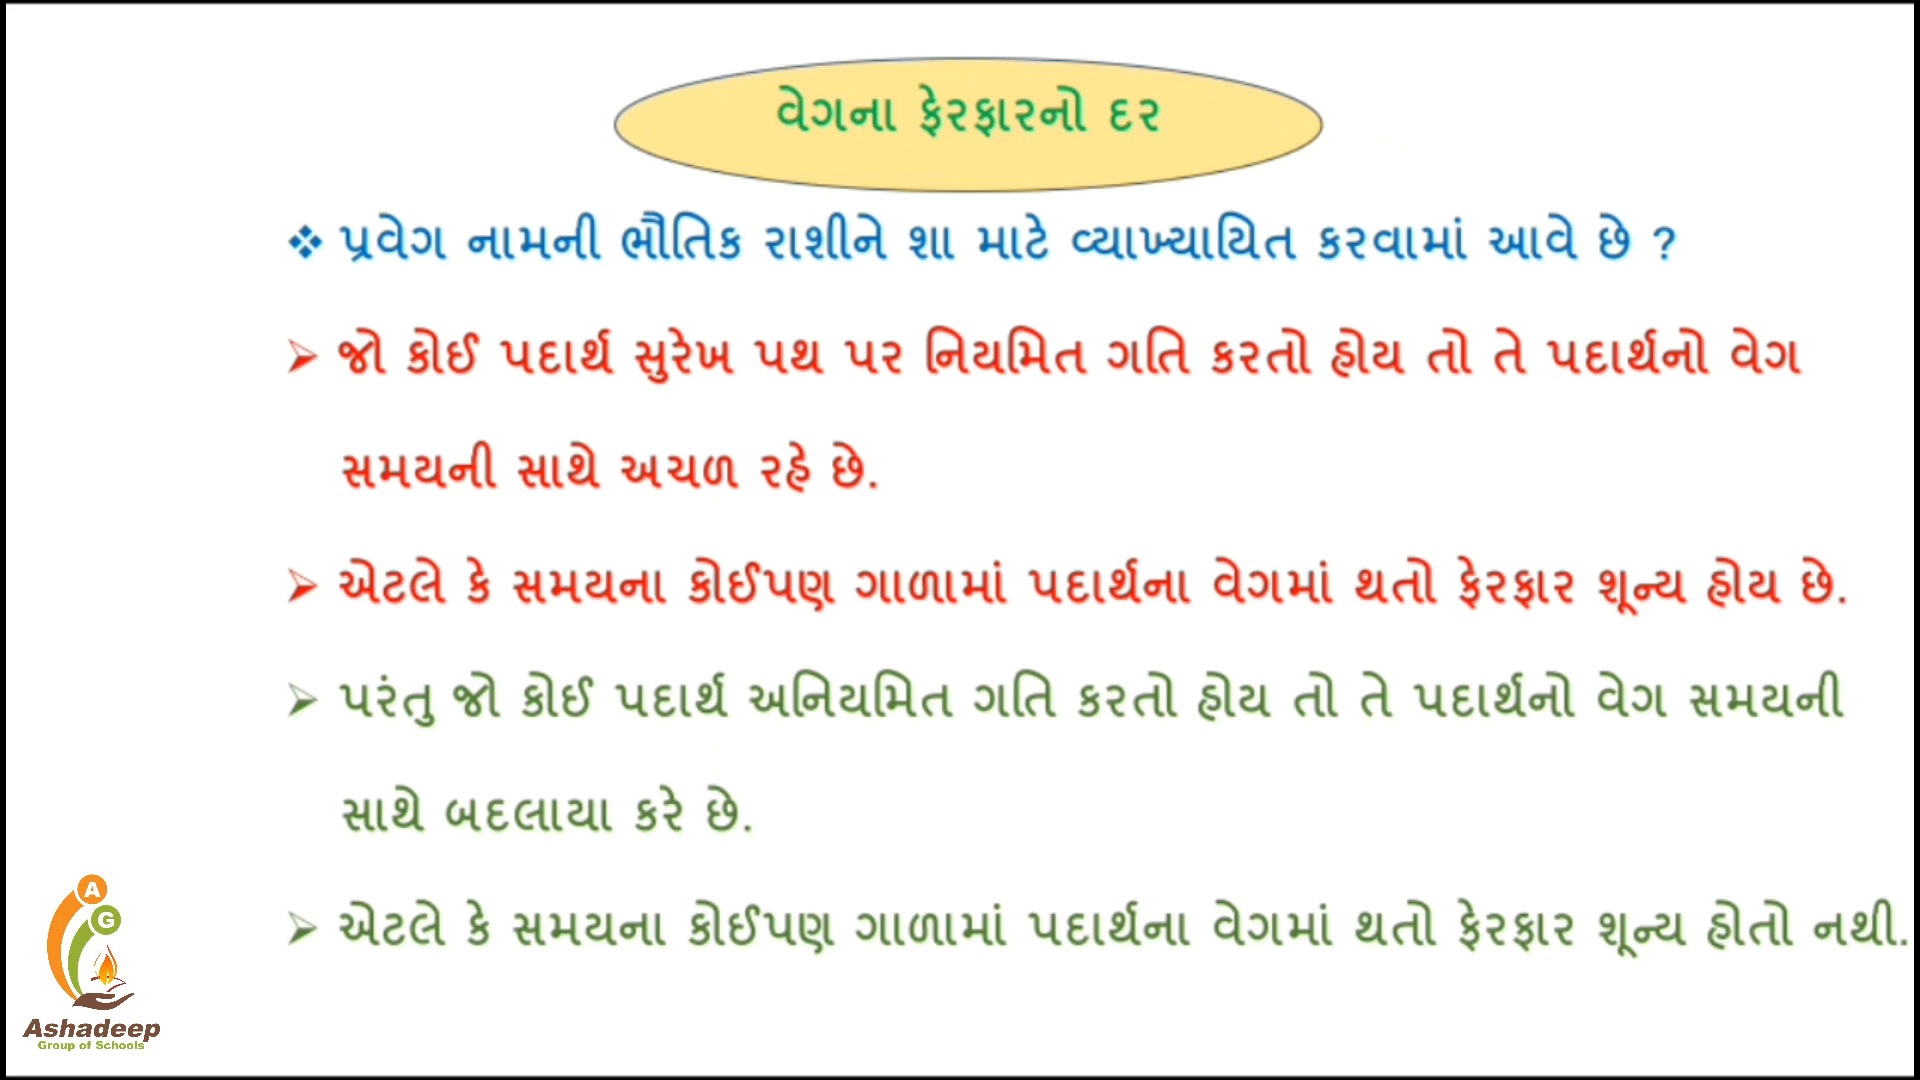 વેગના ફેરફારનો દર
❖ પ્રવેગ નામની ભૌતિક રાશીને શા માટે વ્યાખ્યાયિત કરવામાં આવે છે ?
➢ જો કોઈ પદાર્થ સુરેખ પથ પર નિયમિત ગતિ કરતો હોય તો તે પદાર્થનો વેગ
સમયની સાથે અચળ રહે છે.
➢ એટલે કે સમયના કોઈપણ ગાળામાં પદાર્થના વેગમાં થતો ફેરફાર શૂન્ય હોય છે.
➢ પરંતુ જો કોઈ પદાર્થ અનિયમિત ગતિ કરતો હોય તો તે પદાર્થનો વેગ સમયની
સાથે બદલાયા કરે છે.
➢ એટલે કે સમયના કોઈપણ ગાળામાં પદાર્થના વેગમાં થતો ફેરફાર શૂન્ય હોતો નથી.
A
G
Ashadeep
Group of Schools